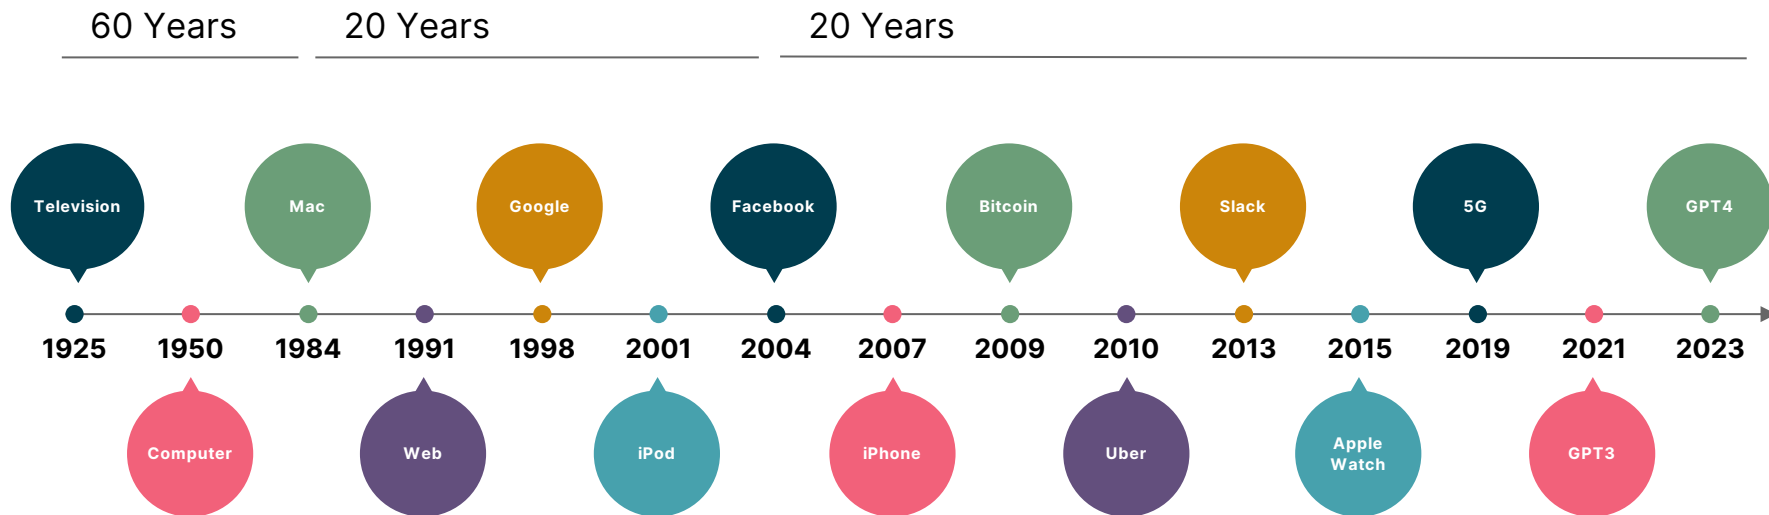 60 Years
20 Years
20 Years
Television
Mac
Google
Facebook
Bitcoin
Slack
5G
GPT4
1925
1950
1984
1991
1998
2001
2004
2007
2009
2010
2013
2015
2019
2021
2023
Computer
Web
iPod
iPhone
Uber
Apple
Watch
GPT3